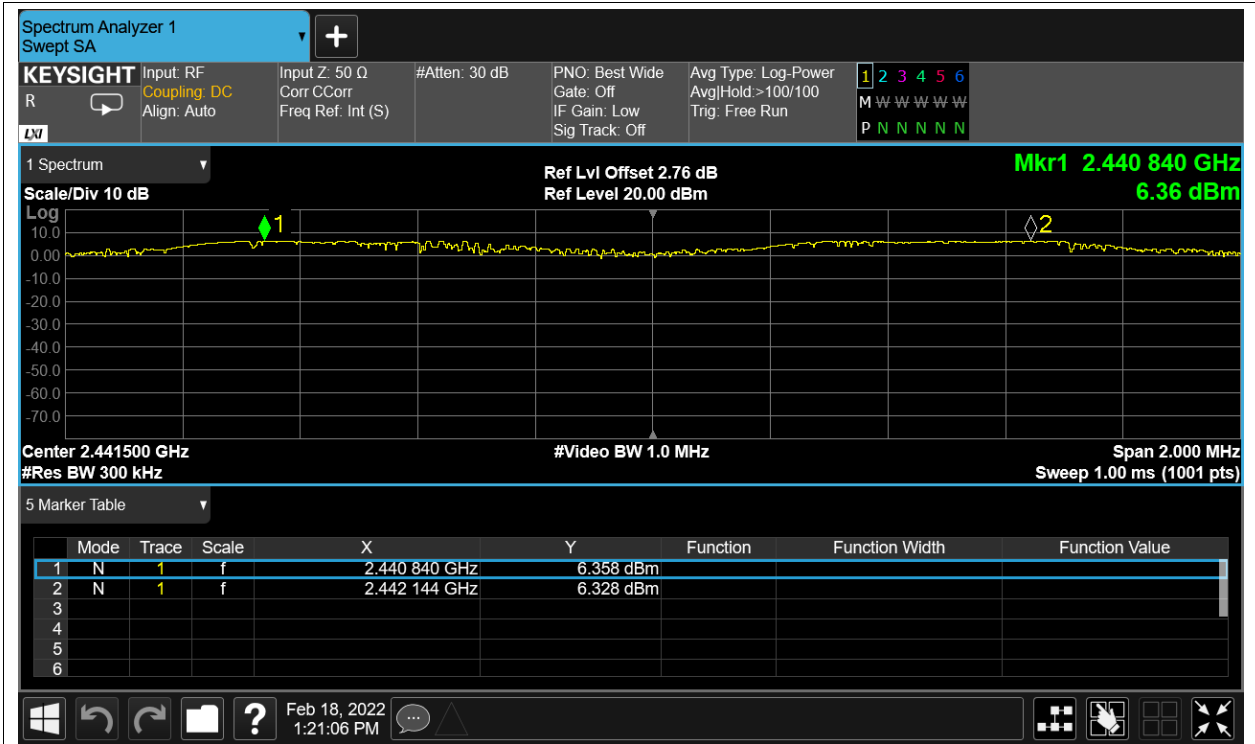 Spectrum Analyzer 1
Swept SA
KEYSIGHT
R
LXI
Input: RF
Coupling: DC
Align: Auto
Input Z: 50 Ω
Corr CCorr
Freq Ref: Int (S)
#Atten: 30 dB
PNO: Best Wide
Gate: Off
IF Gain: Low
Sig Track: Off
Avg Type: Log-Power
Avg|Hold:>100/100
Trig: Free Run
1 2 3 4 5 6
M W W W W W
P N N N N N
1 Spectrum
Scale/Div 10 dB
Ref Lvl Offset 2.76 dB
Ref Level 20.00 dBm
Mkr1 2.440 840 GHz
6.36 dBm
Log
1
2
10.0
0.00
-10.0
-20.0
-30.0
-40.0
-50.0
-60.0
-70.0
Center 2.441500 GHz
#Video BW 1.0 MHz
Span 2.000 MHz
#Res BW 300 kHz
Sweep 1.00 ms (1001 pts)
5 Marker Table
Mode Trace Scale X Y Function Function Width Function Value
1 N 1 f 2.440 840 GHz 6.358 dBm
2 N 1 f 2.442 144 GHz 6.328 dBm
3
4
5
6
?
Feb 18, 2022
1:21:06 PM